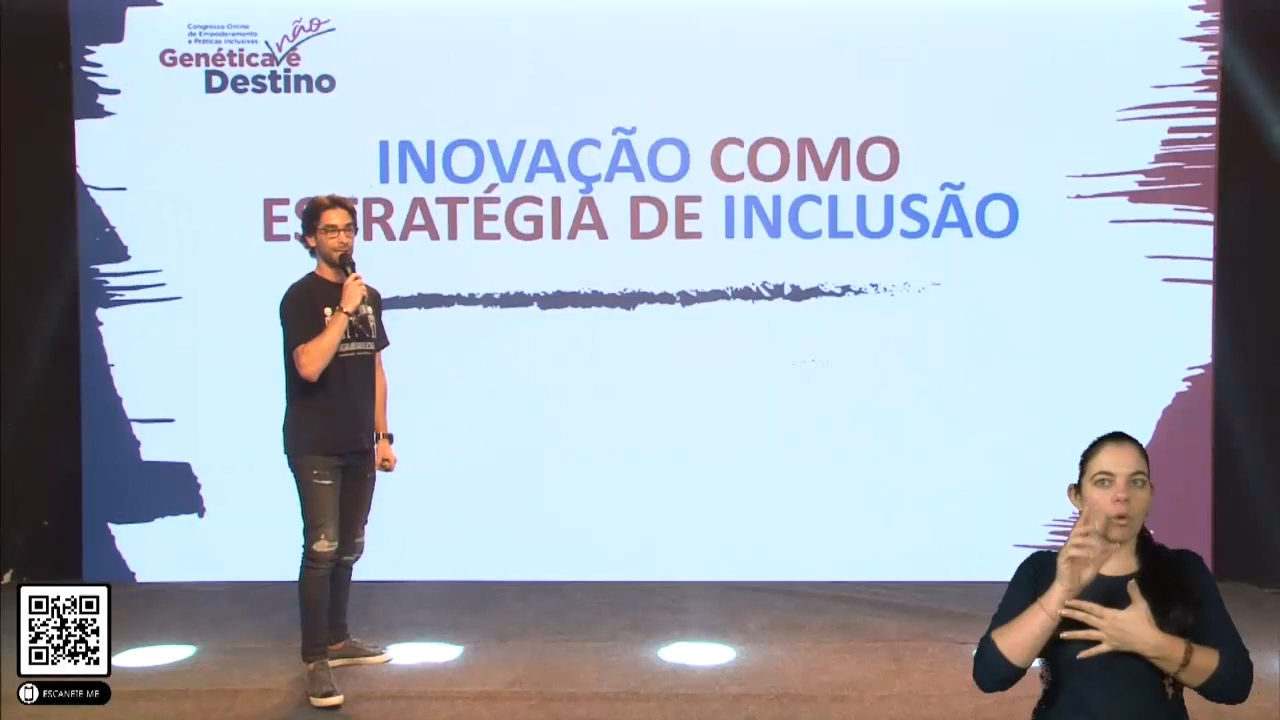 Congresso Online
de Empoderamento
e Práticas Inclusivas
não
Genética é
Destino
INOVAÇÃO COMO
ESTRATÉGIA DE INCLUSÃO
ESCANEIE ME